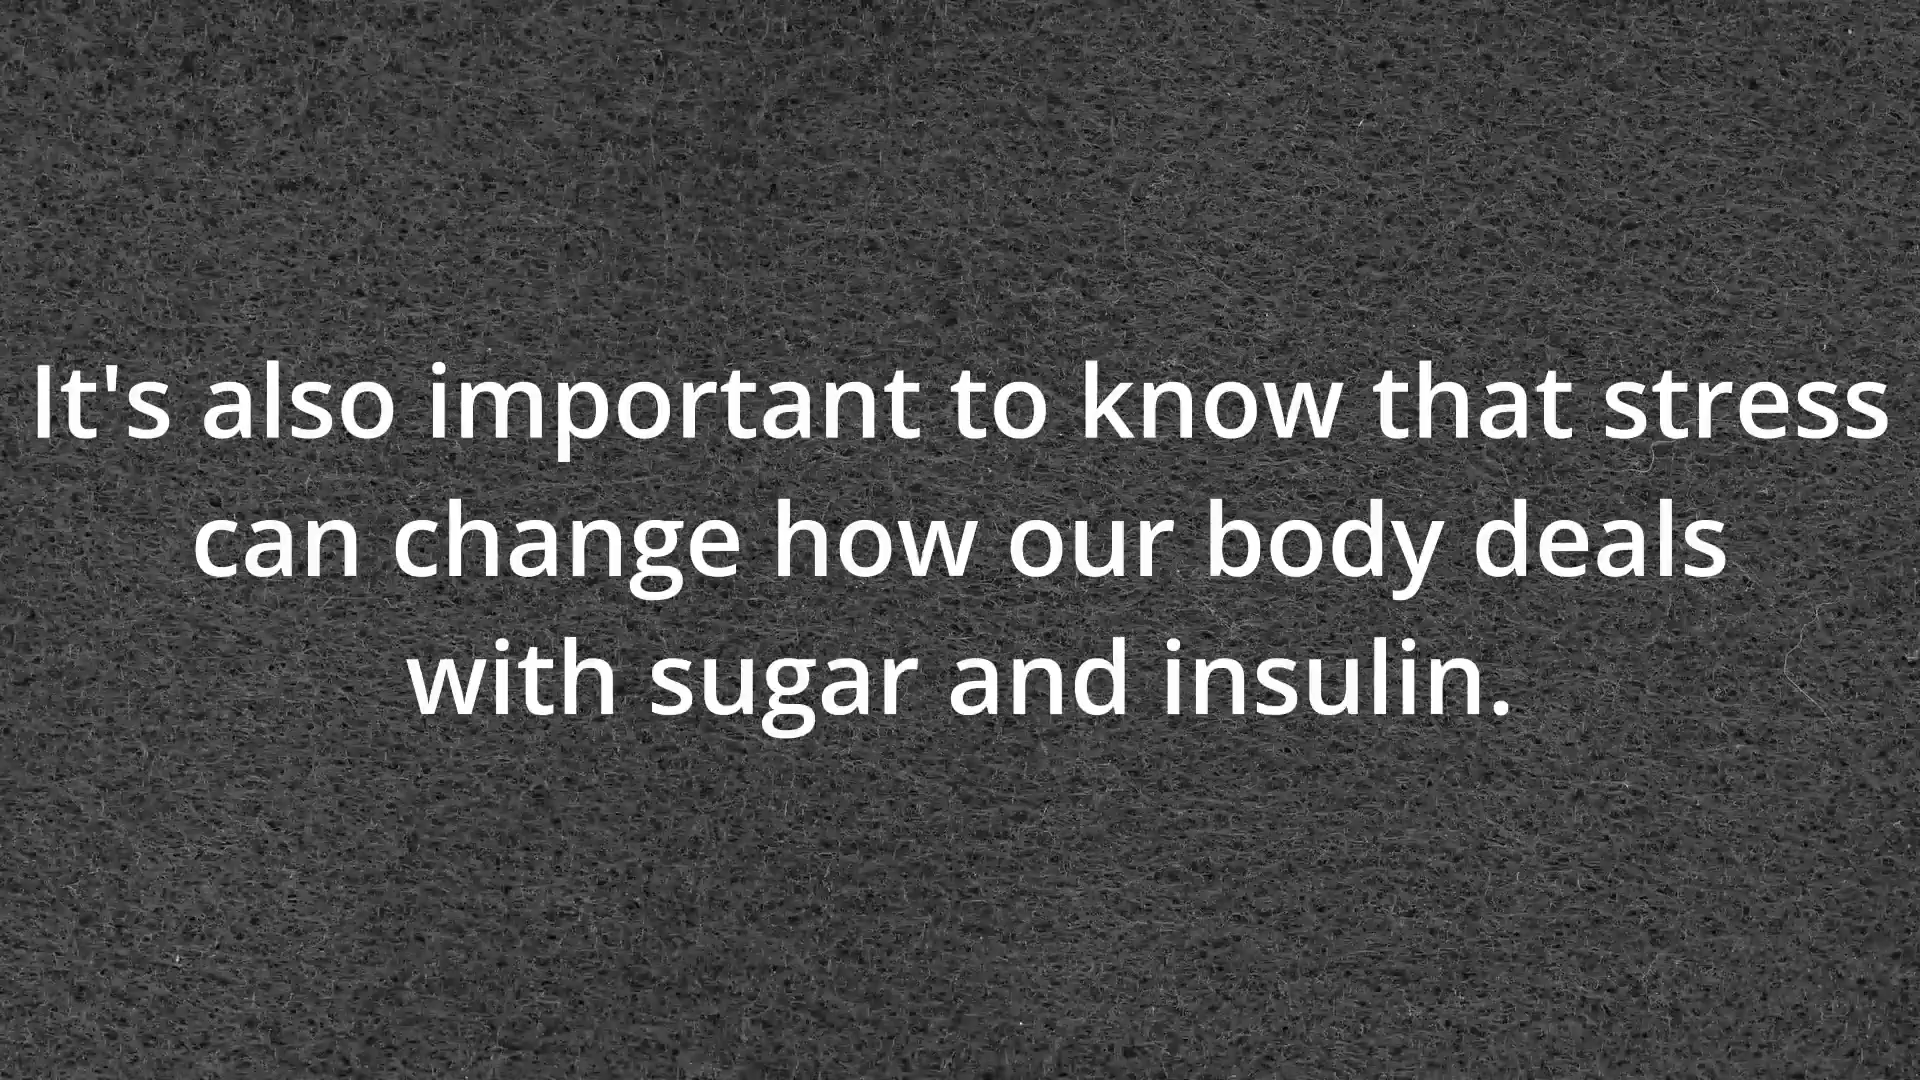 It's also important to know that stress
can change how our body deals
with sugar and insulin.